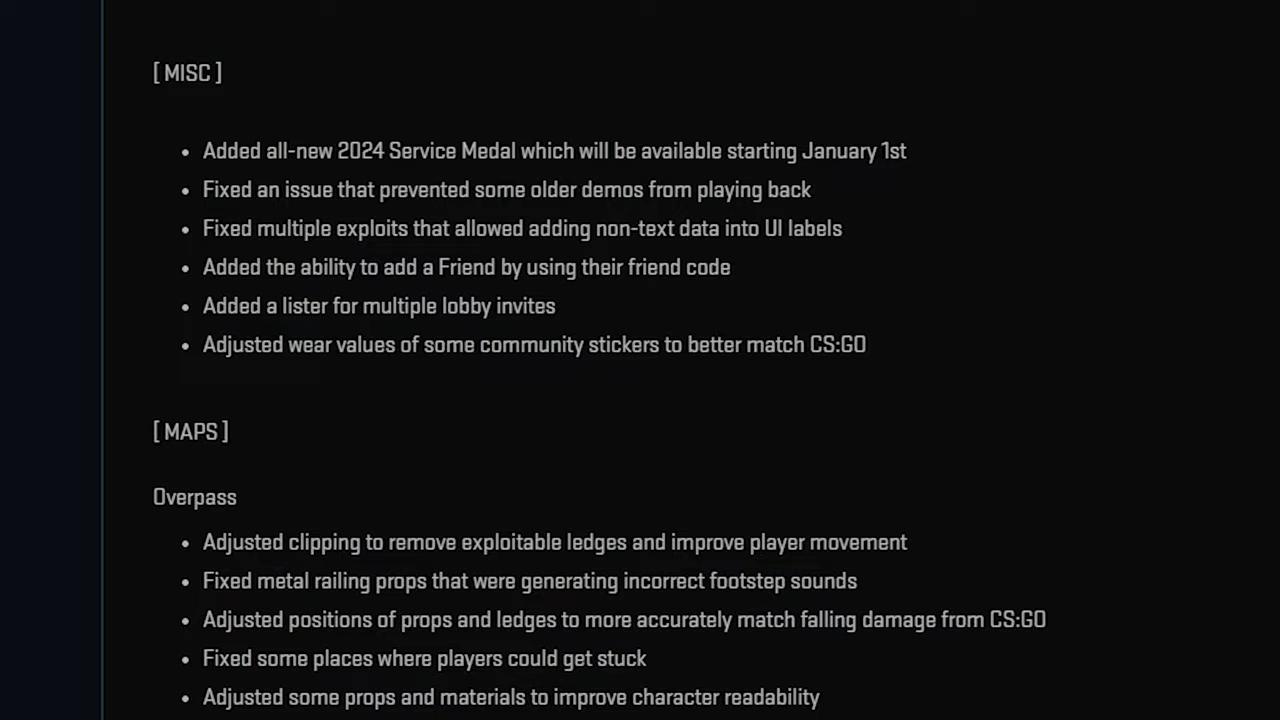 [ MISC ]
• Added all-new 2024 Service Medal which will be available starting January 1st
• Fixed an issue that prevented some older demos from playing back
• Fixed multiple exploits that allowed adding non-text data into UI labels
• Added the ability to add a Friend by using their friend code
• Added a lister for multiple lobby invites
• Adjusted wear values of some community stickers to better match CS:GO
[ MAPS ]
Overpass
• Adjusted clipping to remove exploitable ledges and improve player movement
• Fixed metal railing props that were generating incorrect footstep sounds
• Adjusted positions of props and ledges to more accurately match falling damage from CS:GO
• Fixed some places where players could get stuck
• Adjusted some props and materials to improve character readability